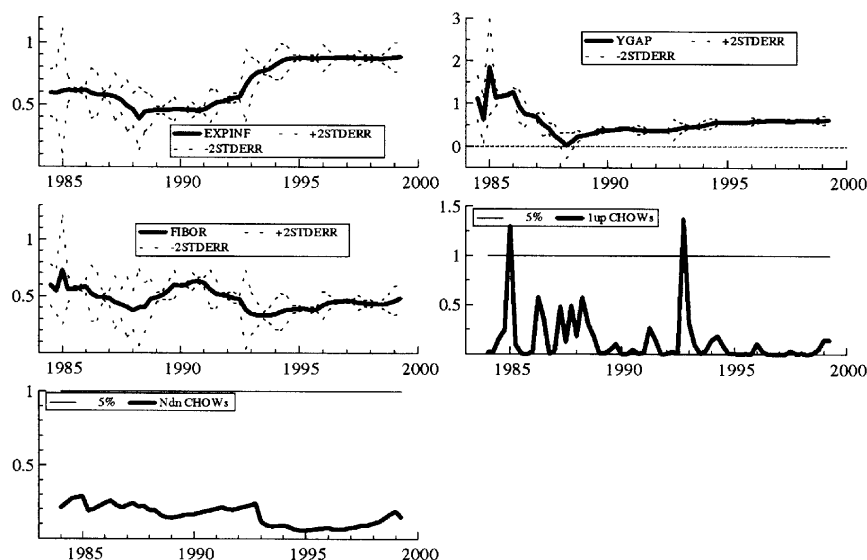 1
0.5
EXPINF +2STDERR
-2STDERR
1985 1990 1995 2000
3
2
1
0
YGAP +2STDERR
-2STDERR
1985 1990 1995 2000
1
0.5
FIBOR +2STDERR
-2STDERR
1985 1990 1995 2000
1.5
1
0.5
5% 1up CHOWs
1985 1990 1995 2000
1
0.5
5% Ndn CHOWs
1985 1990 1995 2000